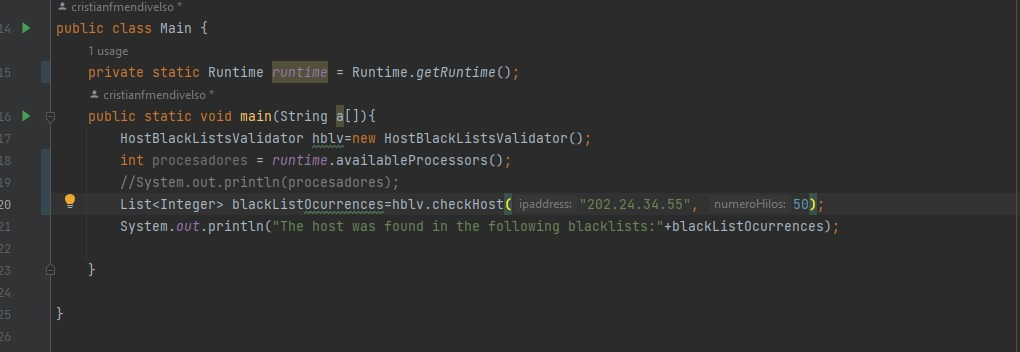 cristianfmendivelso *
14 public class Main {
1 usage
15 private static Runtime runtime = Runtime.getRuntime();
cristianfmendivelso *
16 public static void main(String a[]){
17 HostBlackListsValidator hblv=new HostBlackListsValidator();
18 int procesadores = runtime.availableProcessors();
19 //System.out.println(procesadores);
20 List<Integer> blackListOcurrences=hblv.checkHost( ipaddress: "202.24.34.55", numeroHilos: 50);
21 System.out.println("The host was found in the following blacklists:"+blackListOcurrences);
22
23 }
24
25 }
26